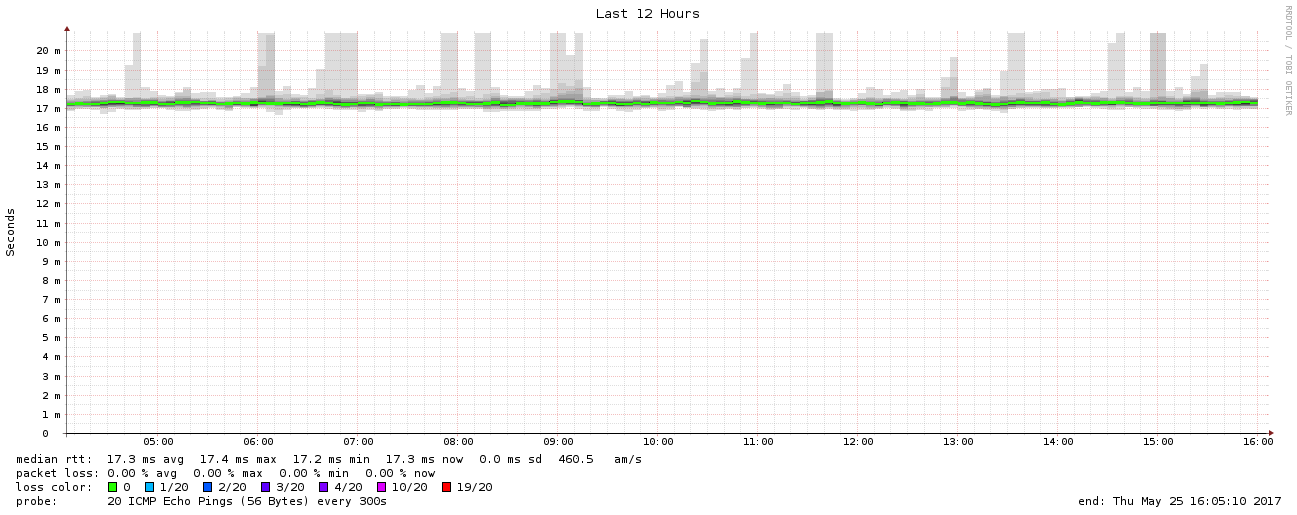 Last 12 Hours
RRDTOOL / TOBI OETIKER
Seconds
20 m
19 m
18 m
17 m
16 m
15 m
14 m
13 m
12 m
11 m
10 m
9 m
8 m
7 m
6 m
5 m
4 m
3 m
2 m
1 m
0
05:00 06:00 07:00 08:00 09:00 10:00 11:00 12:00 13:00 14:00 15:00 16:00
median rtt: 17.3 ms avg 17.4 ms max 17.2 ms min 17.3 ms now 0.0 ms sd 460.5 am/s
packet loss: 0.00 % avg 0.00 % max 0.00 % min 0.00 % now
loss color: 0 1/20 2/20 3/20 4/20 10/20 19/20
probe: 20 ICMP Echo Pings (56 Bytes) every 300s end: Thu May 25 16:05:10 2017